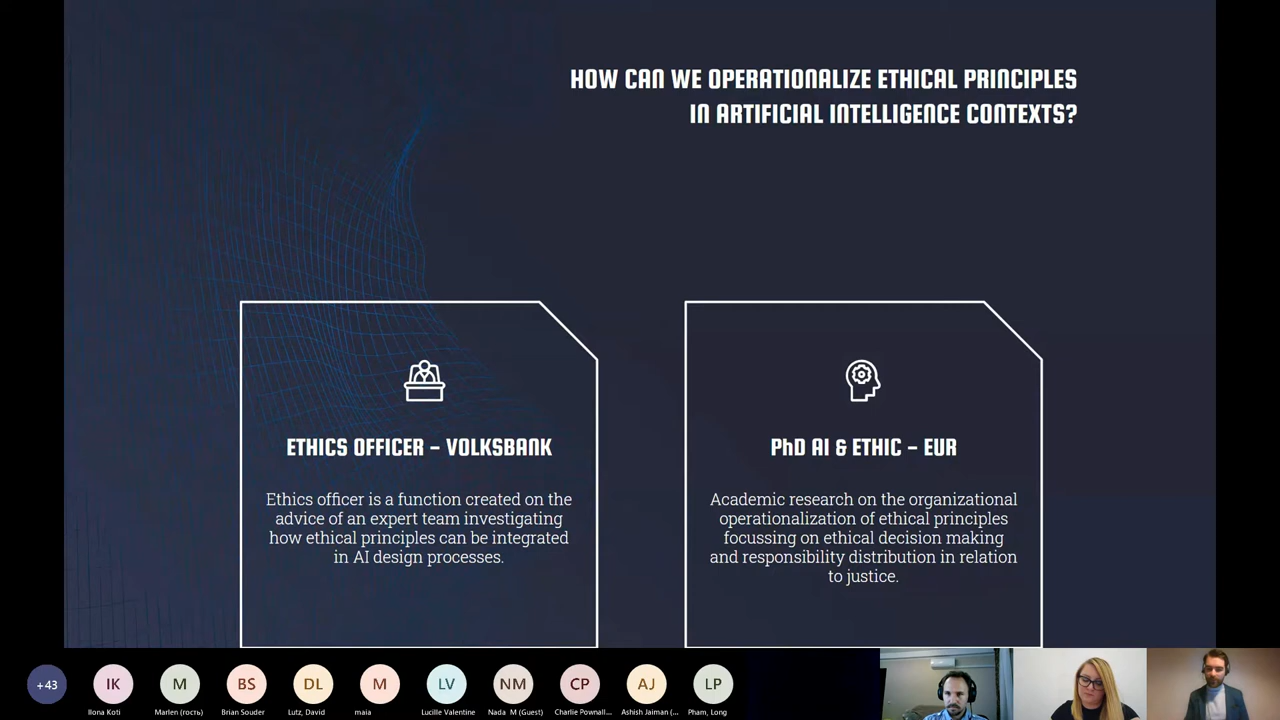 HOW CAN WE OPERATIONALIZE ETHICAL PRINCIPLES
IN ARTIFICIAL INTELLIGENCE CONTEXTS?
ETHICS OFFICER – VOLKSBANK
Ethics officer is a function created on the
advice of an expert team investigating
how ethical principles can be integrated
in AI design processes.
PhD AI & ETHIC – EUR
Academic research on the organizational
operationalization of ethical principles
focussing on ethical decision making
and responsibility distribution in relation
to justice.
+43
IK
M
BS
DL
M
LV
NM
CP
AJ
LP
Ilona Koti
Marlen (гость)
Brian Souder
Lutz, David
maia
Lucille Valentine
Nada M (Guest)
Charlie Pownall...
Ashish Jaiman (...
Pham, Long